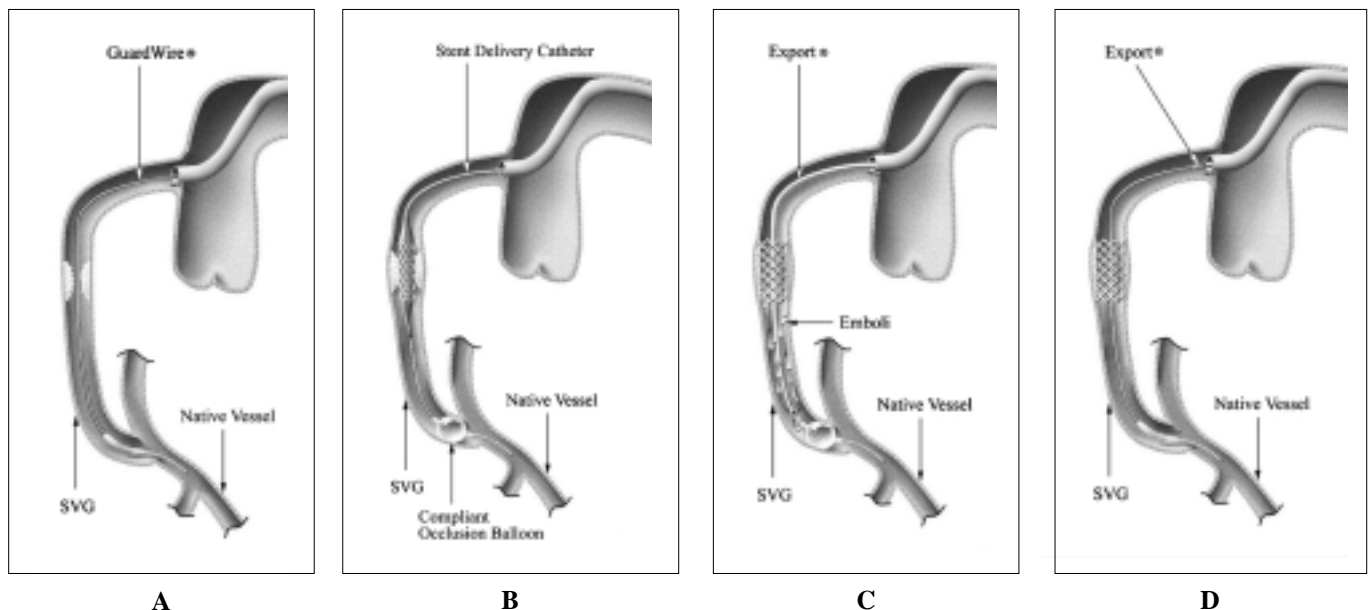 GuardWire®
SVG
Native Vessel
A
Stent Delivery Catheter
Native Vessel
SVG
Compliant
Occlusion Balloon
B
Export®
Emboli
Native Vessel
SVG
C
Export®
Native Vessel
SVG
D